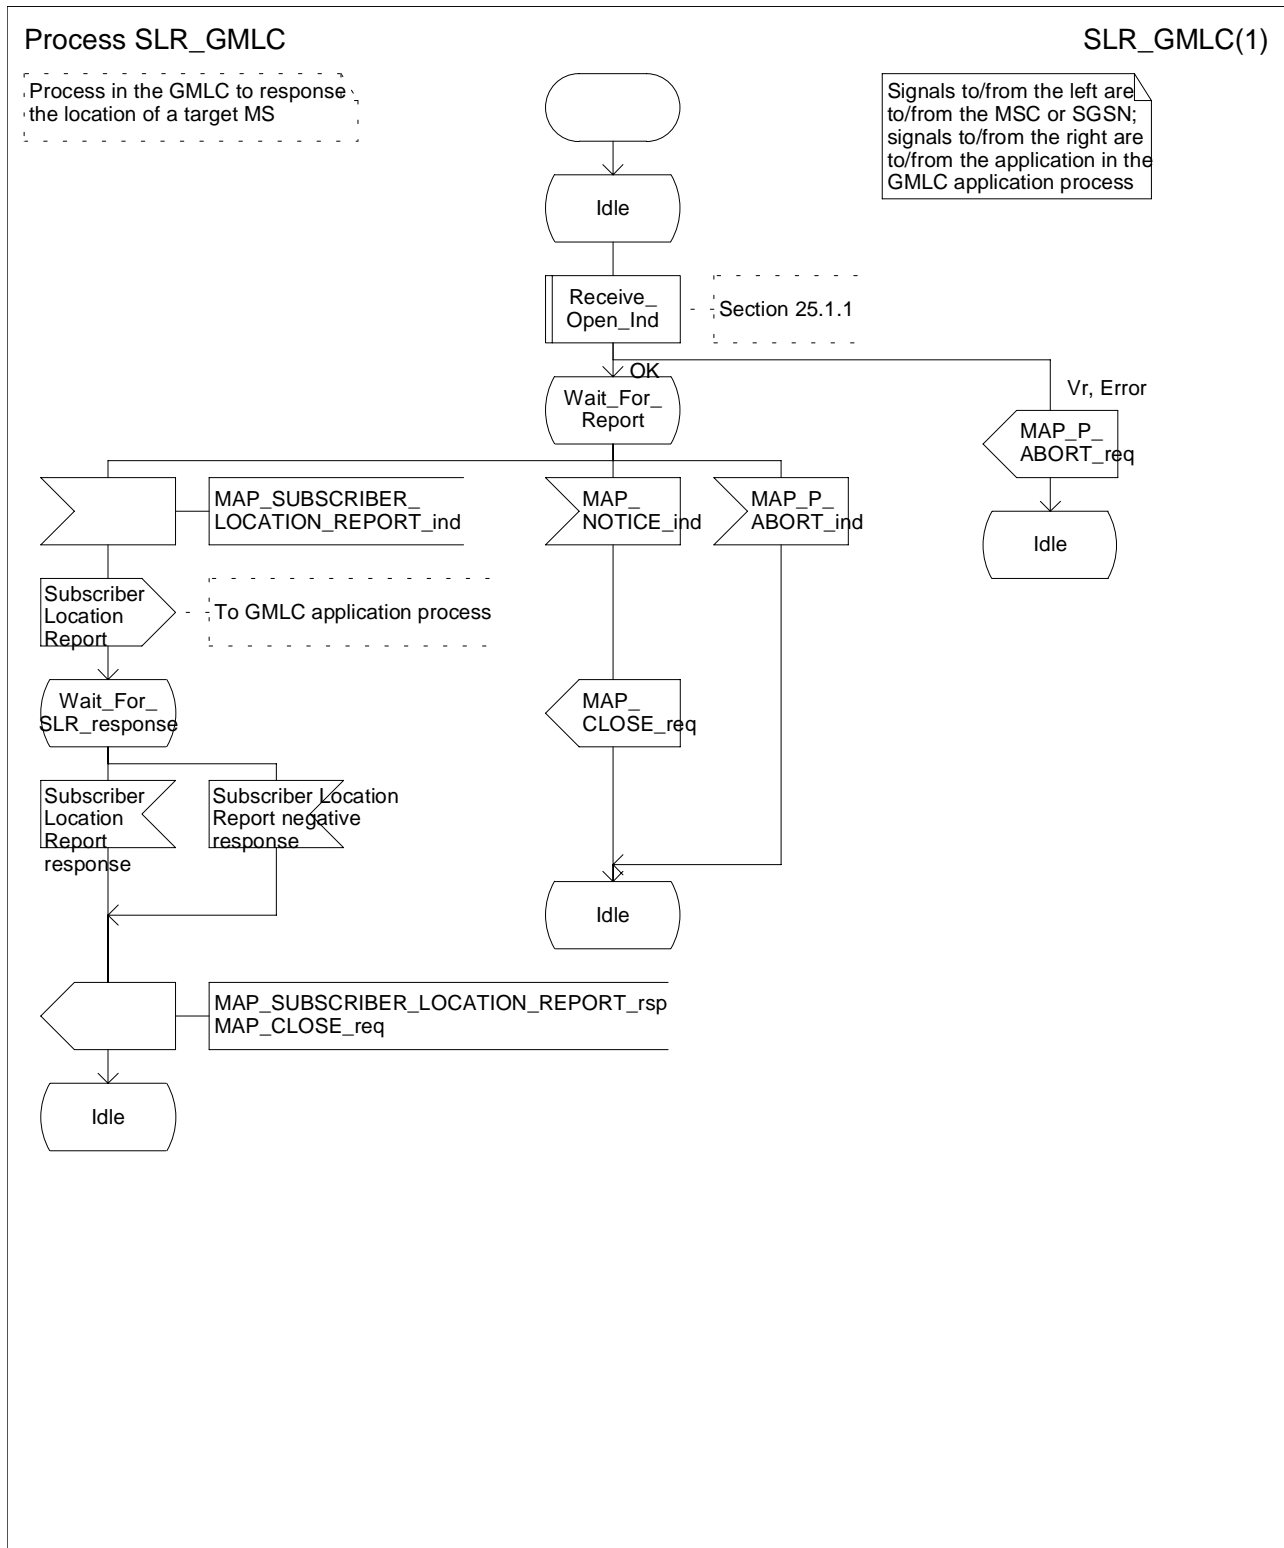 Process SLR_GMLC
SLR_GMLC(1)
Process in the GMLC to response
the location of a target MS
Signals to/from the left are
to/from the MSC or SGSN;
signals to/from the right are
to/from the application in the
GMLC application process
Idle
Receive_
Open_Ind
Section 25.1.1
OK
Vr, Error
Wait_For_
Report
MAP_P_
ABORT_req
Idle
MAP_SUBSCRIBER_
LOCATION_REPORT_ind
MAP_
NOTICE_ind
MAP_P_
ABORT_ind
Subscriber
Location
Report
To GMLC application process
Wait_For_
SLR_response
MAP_
CLOSE_req
Subscriber
Location
Report
response
Subscriber Location
Report negative
response
Idle
MAP_SUBSCRIBER_LOCATION_REPORT_rsp
MAP_CLOSE_req
Idle